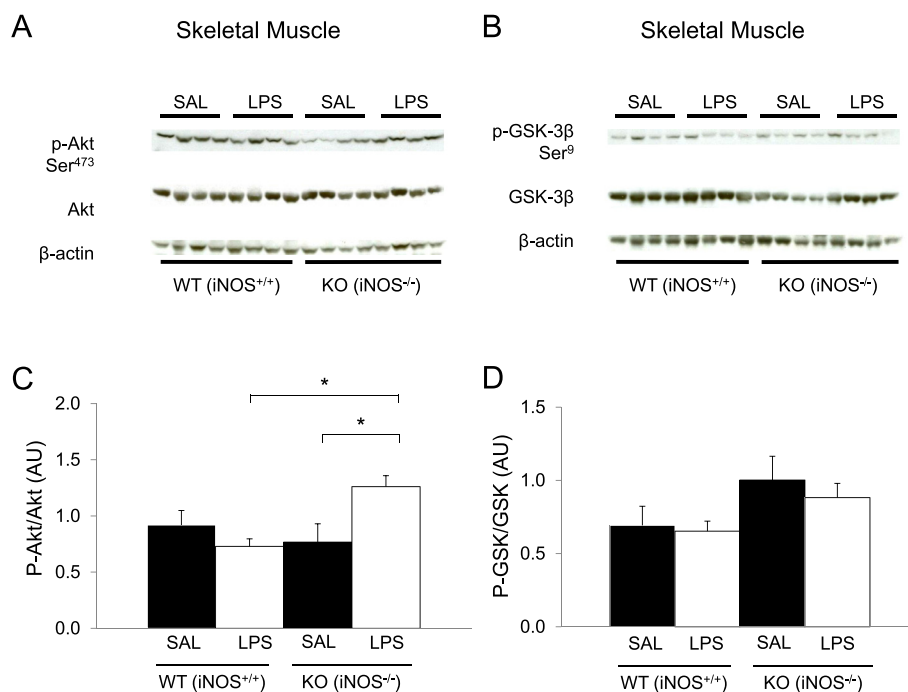 A
Skeletal Muscle
SAL LPS SAL LPS
p-Akt
Ser⁴⁷³
Akt
β-actin
WT (iNOS⁺/⁺) KO (iNOS⁻/⁻)
B
Skeletal Muscle
SAL LPS SAL LPS
p-GSK-3β
Ser⁹
GSK-3β
β-actin
WT (iNOS⁺/⁺) KO (iNOS⁻/⁻)
C
P-Akt/Akt (AU)
2.0
1.5
1.0
0.5
0.0
*
*
SAL LPS SAL LPS
WT (iNOS⁺/⁺) KO (iNOS⁻/⁻)
D
P-GSK/GSK (AU)
1.5
1.0
0.5
0.0
SAL LPS SAL LPS
WT (iNOS⁺/⁺) KO (iNOS⁻/⁻)